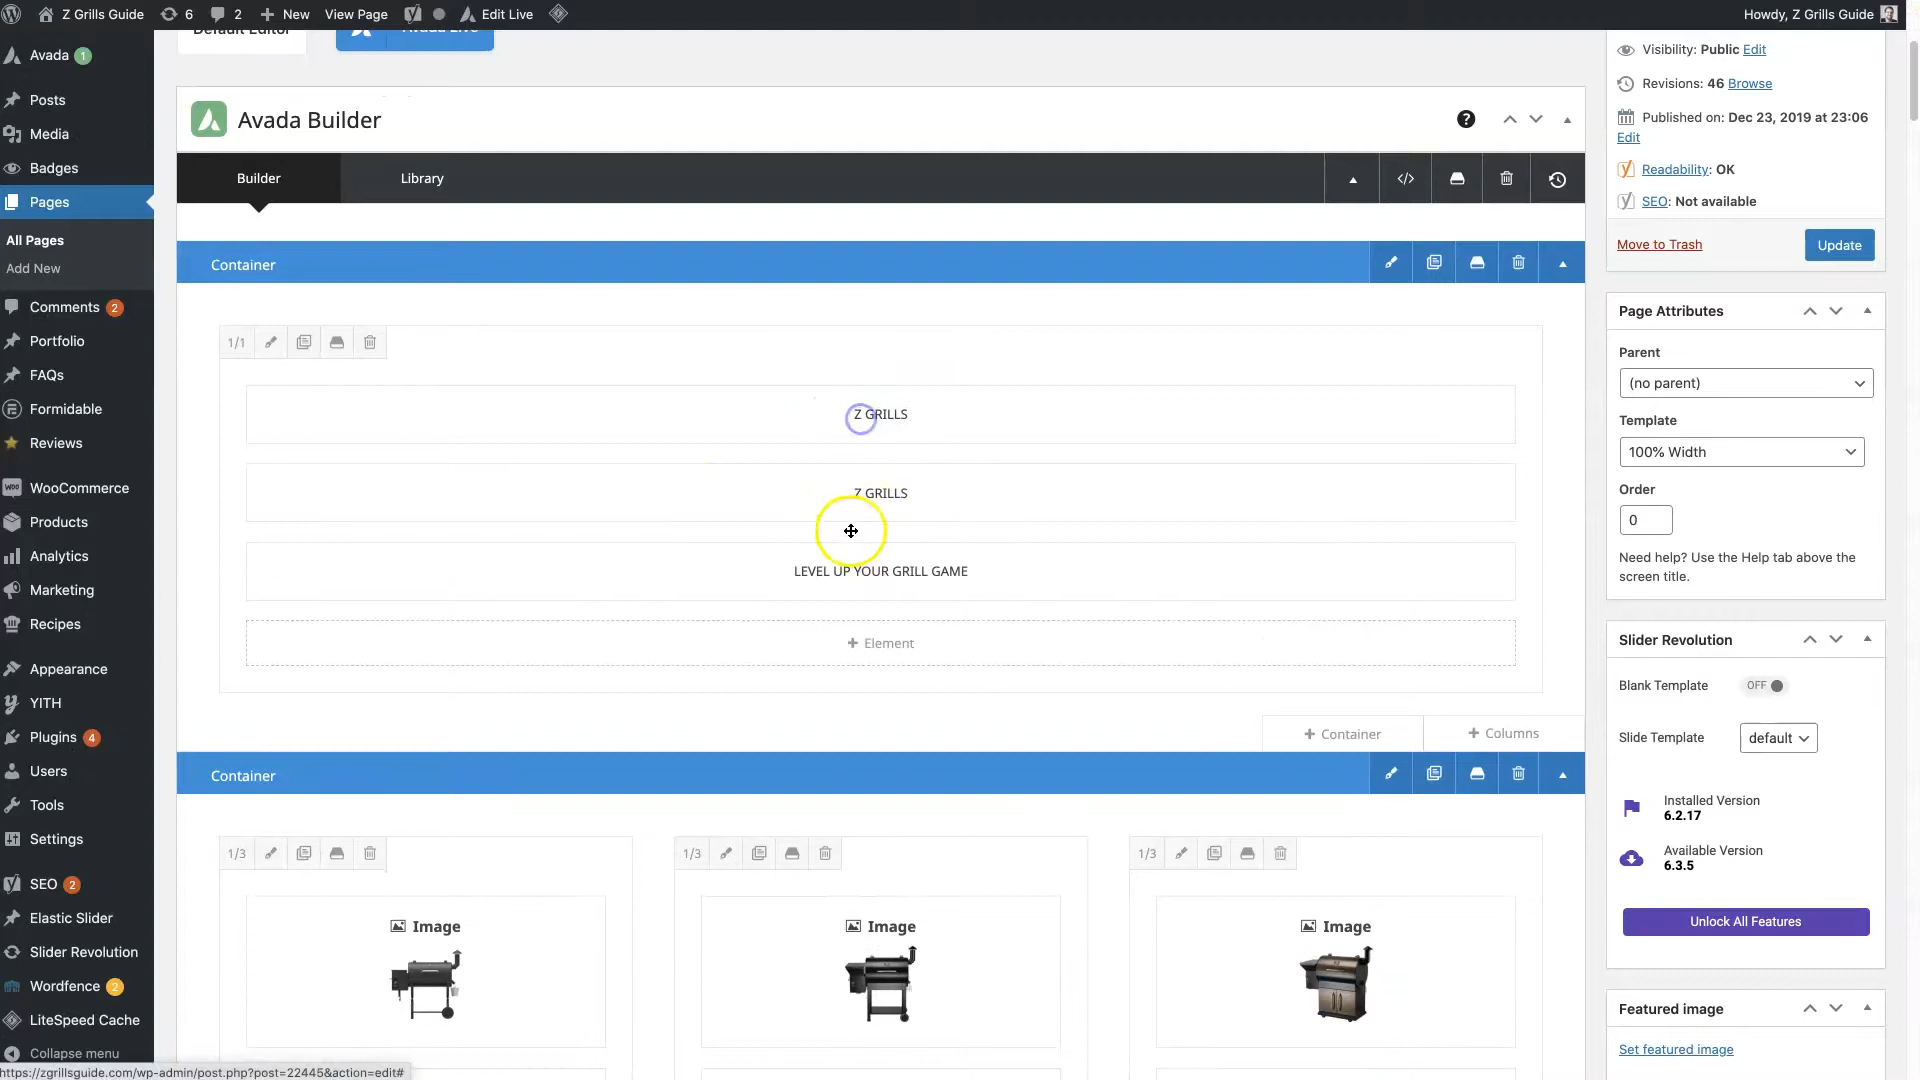 Z Grills Guide
6
2
New
View Page
Edit Live
Howdy, Z Grills Guide
Avada 1
Posts
Media
Badges
Pages
All Pages
Add New
Comments 2
Portfolio
FAQs
Formidable
Reviews
WooCommerce
Products
Analytics
Marketing
Recipes
Appearance
YITH
Plugins 4
Users
Tools
Settings
SEO 2
Elastic Slider
Slider Revolution
Wordfence 2
LiteSpeed Cache
Collapse menu
https://zgrillsguide.com/wp-admin/post.php?post=22445&action=edit#
Default Editor
Avada Live
Avada Builder
Builder
Library
Container
1/1
Z GRILLS
Z GRILLS
LEVEL UP YOUR GRILL GAME
+ Element
+ Container
+ Columns
Container
1/3
1/3
1/3
Image
Image
Image
Visibility: Public Edit
Revisions: 46 Browse
Published on: Dec 23, 2019 at 23:06
Edit
Readability: OK
SEO: Not available
Move to Trash
Update
Page Attributes
Parent
(no parent)
Template
100% Width
Order
0
Need help? Use the Help tab above the
screen title.
Slider Revolution
Blank Template
OFF
Slide Template
default
Installed Version
6.2.17
Available Version
6.3.5
Unlock All Features
Featured image
Set featured image